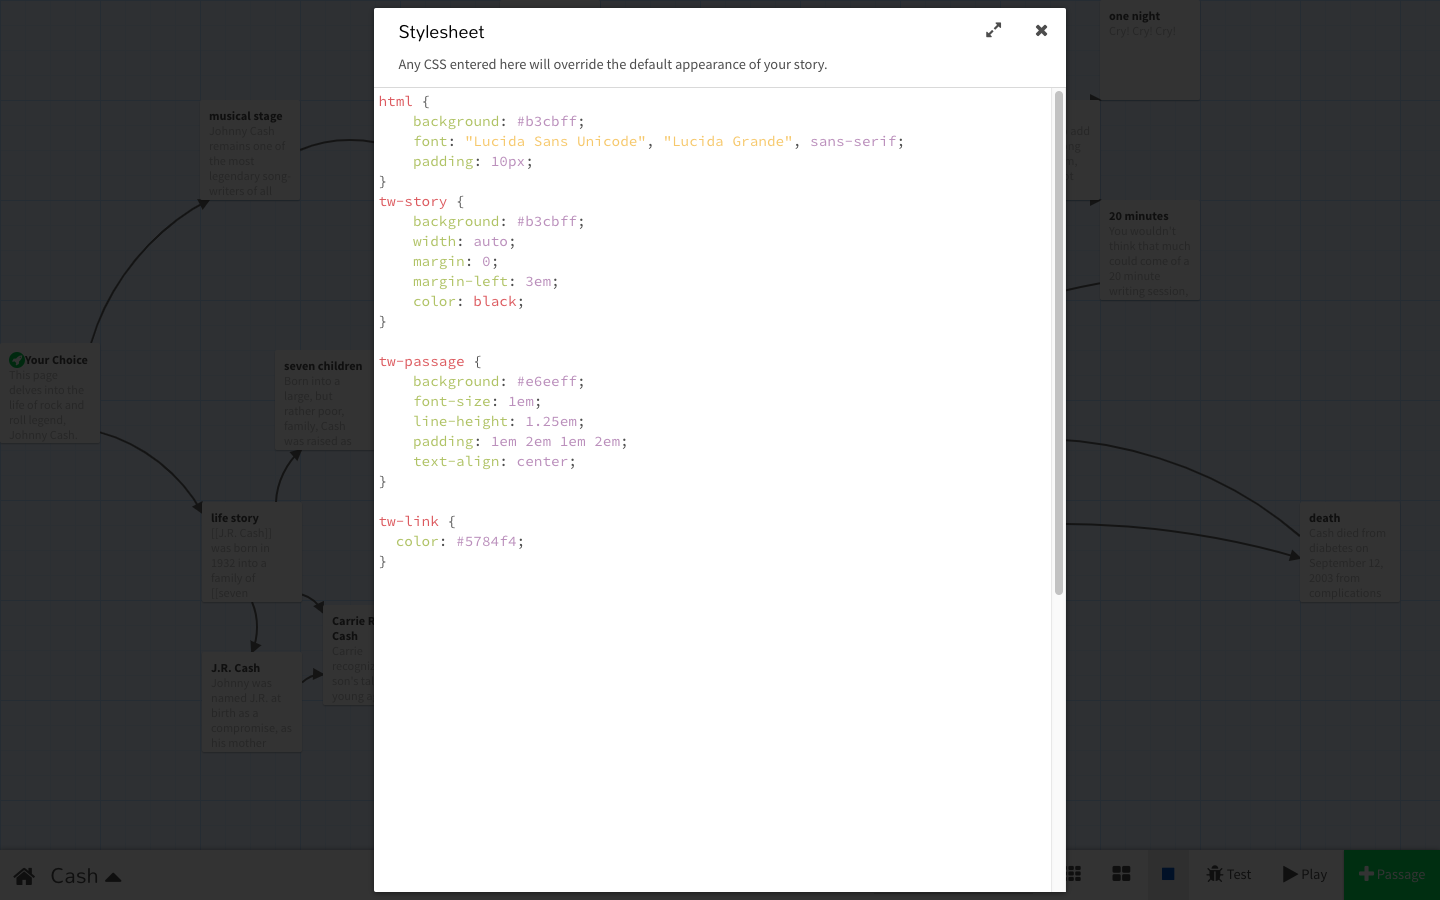 Stylesheet
Any CSS entered here will override the default appearance of your story.
html {
    background: #b3cbff;
    font: "Lucida Sans Unicode", "Lucida Grande", sans-serif;
    padding: 10px;
}
tw-story {
    background: #b3cbff;
    width: auto;
    margin: 0;
    margin-left: 3em;
    color: black;
}
tw-passage {
    background: #e6eeff;
    font-size: 1em;
    line-height: 1.25em;
    padding: 1em 2em 1em 2em;
    text-align: center;
}
tw-link {
  color: #5784f4;
}
musical stage
Johnny Cash
remains one of
the most
legendary song-
writers of all
Your Choice
This page
delves into the
life of rock and
roll legend,
Johnny Cash.
seven children
Born into a
large, but
rather poor,
family, Cash
was raised as
life story
[[J.R. Cash]]
was born in
1932 into a
family of
[[seven
Carrie R
Cash
Carrie
recogni
son's tal
young a
J.R. Cash
Johnny was
named J.R. at
birth as a
compromise, as
his mother
one night
Cry! Cry! Cry!
add
20 minutes
You wouldn't
think that much
could come of a
20 minute
writing session,
death
Cash died from
diabetes on
September 12,
2003 from
complications
Cash
Test
Play
Passage